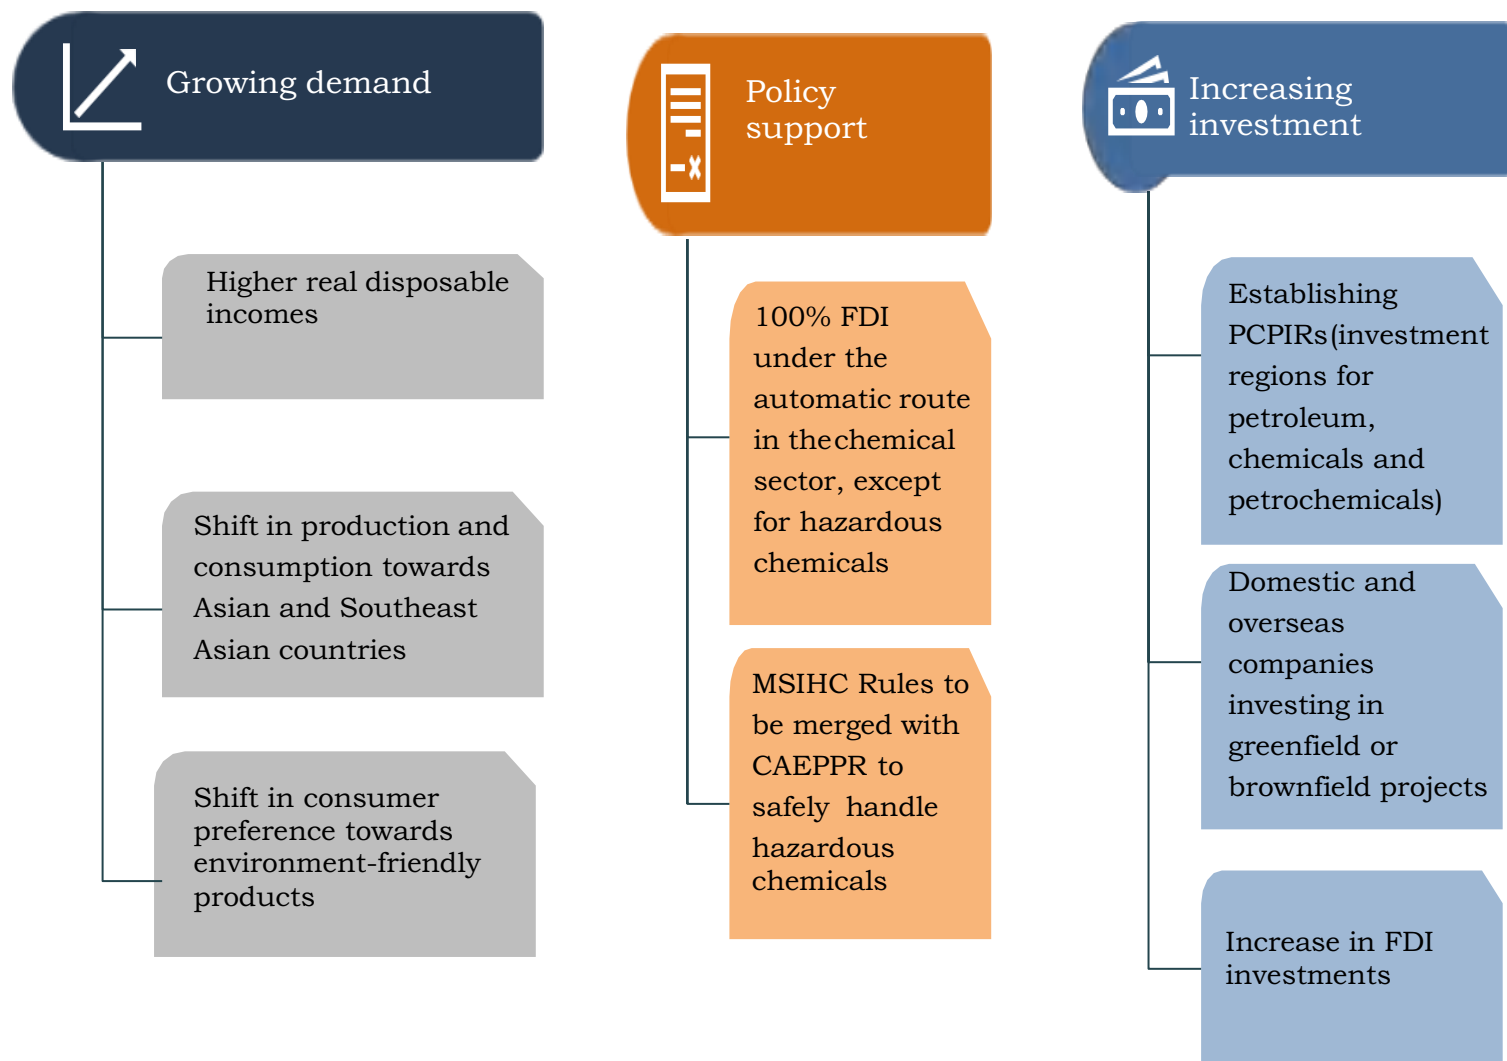 Growing demand
Higher real disposable
incomes
Shift in production and
consumption towards
Asian and Southeast
Asian countries
Shift in consumer
preference towards
environment-friendly
products
Policy
support
100% FDI
under the
automatic route
in thechemical
sector, except
for hazardous
chemicals
MSIHC Rules to
be merged with
CAEPPR to
safely handle
hazardous
chemicals
Increasing
investment
Establishing
PCPIRs(investment
regions for
petroleum,
chemicals and
petrochemicals)
Domestic and
overseas
companies
investing in
greenfield or
brownfield projects
Increase in FDI
investments